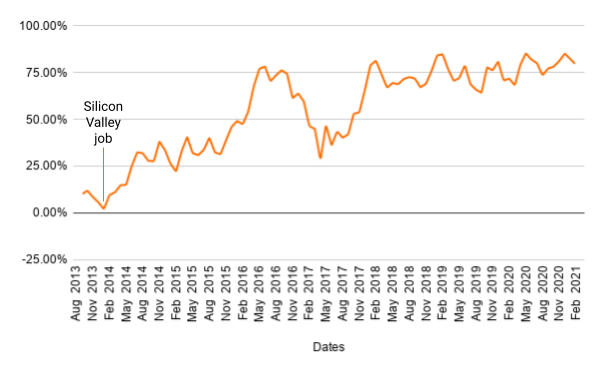 100.00%
75.00%
50.00%
25.00%
0.00%
-25.00%
Silicon
Valley
job
Aug 2013
Nov 2013
Feb 2014
May 2014
Aug 2014
Nov 2014
Feb 2015
May 2015
Aug 2015
Nov 2015
Feb 2016
May 2016
Aug 2016
Nov 2016
Feb 2017
May 2017
Aug 2017
Nov 2017
Feb 2018
May 2018
Aug 2018
Nov 2018
Feb 2019
May 2019
Aug 2019
Nov 2019
Feb 2020
May 2020
Aug 2020
Nov 2020
Feb 2021
Dates